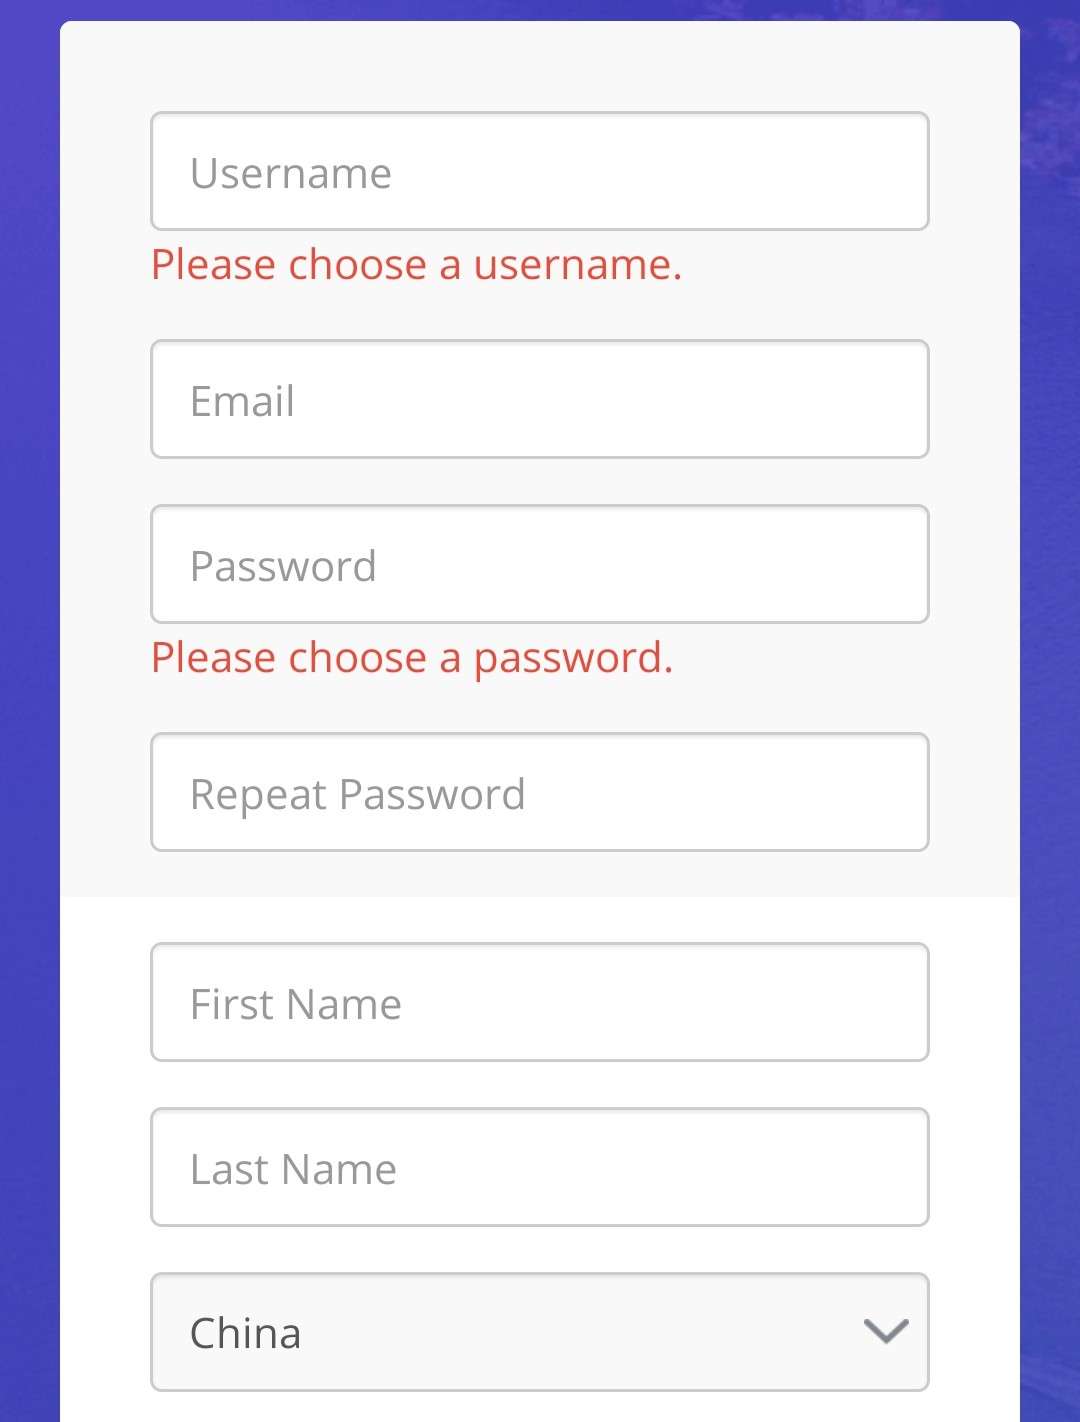 Username
Please choose a username.
Email
Password
Please choose a password.
Repeat Password
First Name
Last Name
China